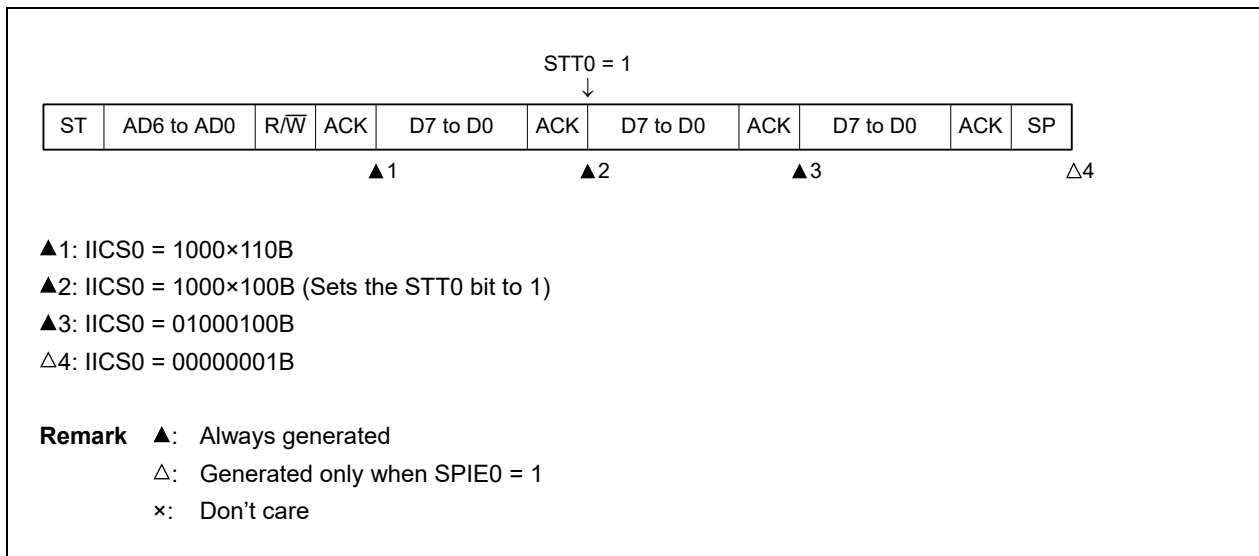 STT0 = 1
↓
ST AD6 to AD0 R/W̅ ACK D7 to D0 ACK D7 to D0 ACK D7 to D0 ACK SP
▲1 ▲2 ▲3 △4
▲1: IICS0 = 1000×110B
▲2: IICS0 = 1000×100B (Sets the STT0 bit to 1)
▲3: IICS0 = 01000100B
△4: IICS0 = 00000001B
Remark ▲: Always generated
△: Generated only when SPIE0 = 1
×: Don’t care